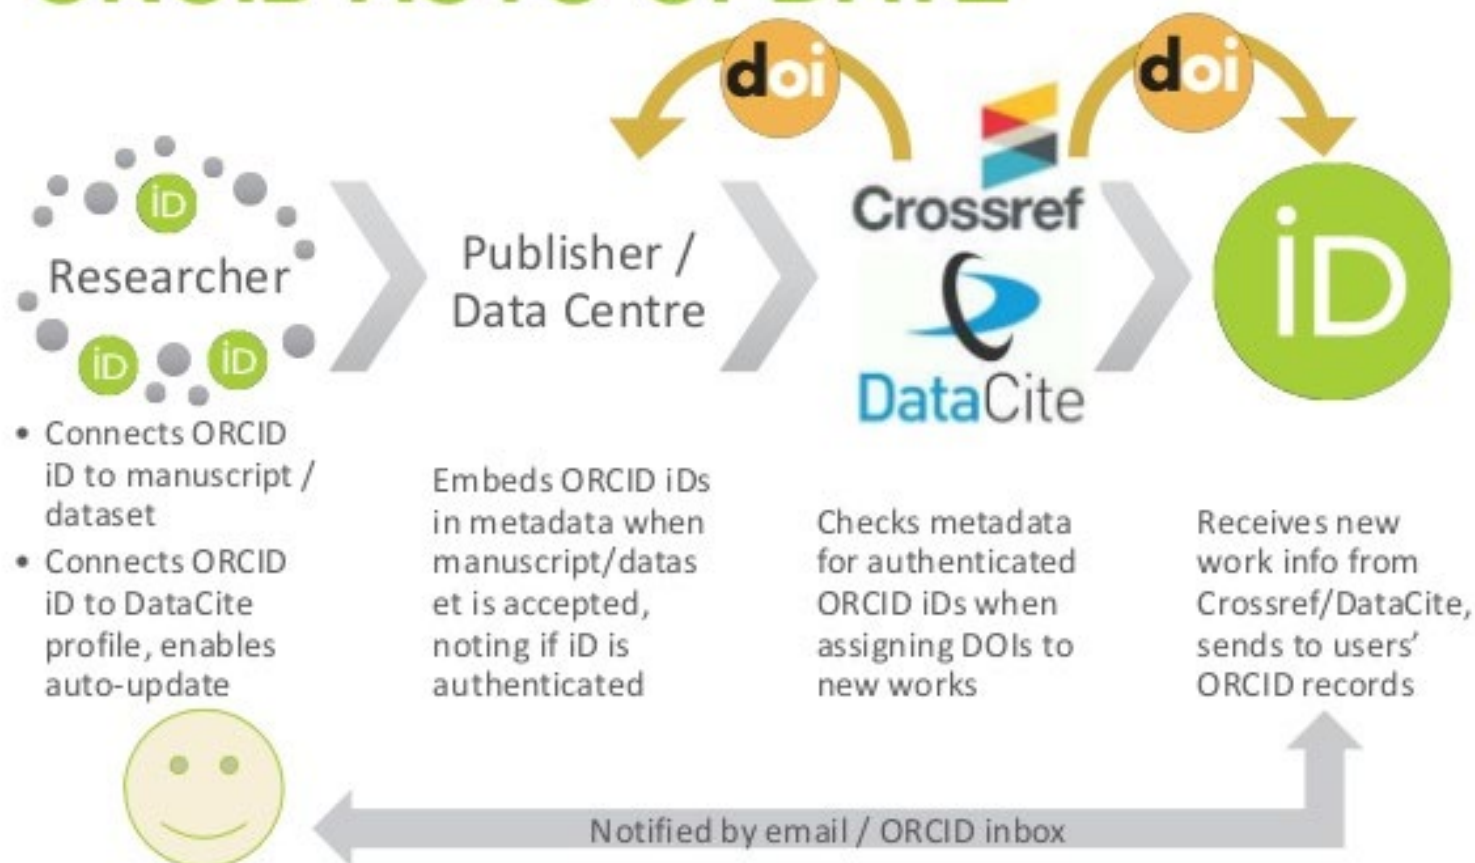 ORCID AUTO-UPDATE
doi
doi
iD
Researcher
iD
iD
Publisher /
Data Centre
Crossref
DataCite
iD
• Connects ORCID
iD to manuscript /
dataset
• Connects ORCID
iD to DataCite
profile, enables
auto-update
Embeds ORCID iDs
in metadata when
manuscript/datas
et is accepted,
noting if iD is
authenticated
Checks metadata
for authenticated
ORCID iDs when
assigning DOIs to
new works
Receives new
work info from
Crossref/DataCite,
sends to users’
ORCID records
Notified by email / ORCID inbox